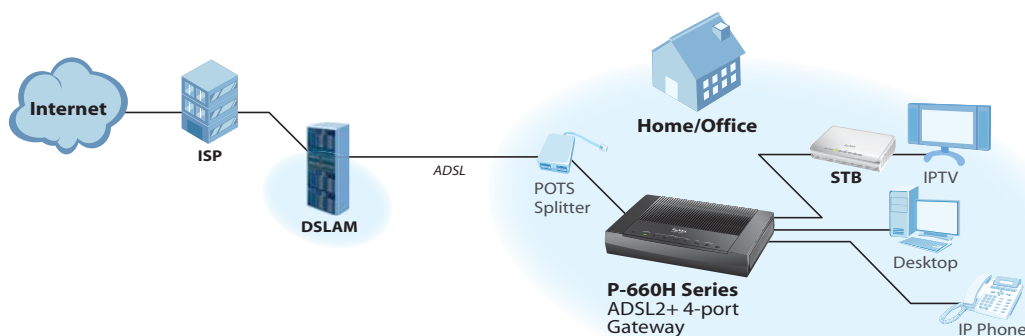 Internet
ISP
DSLAM
ADSL
POTS
Splitter
Home/Office
STB
IPTV
Desktop
IP Phone
P-660H Series
ADSL2+ 4-port
Gateway